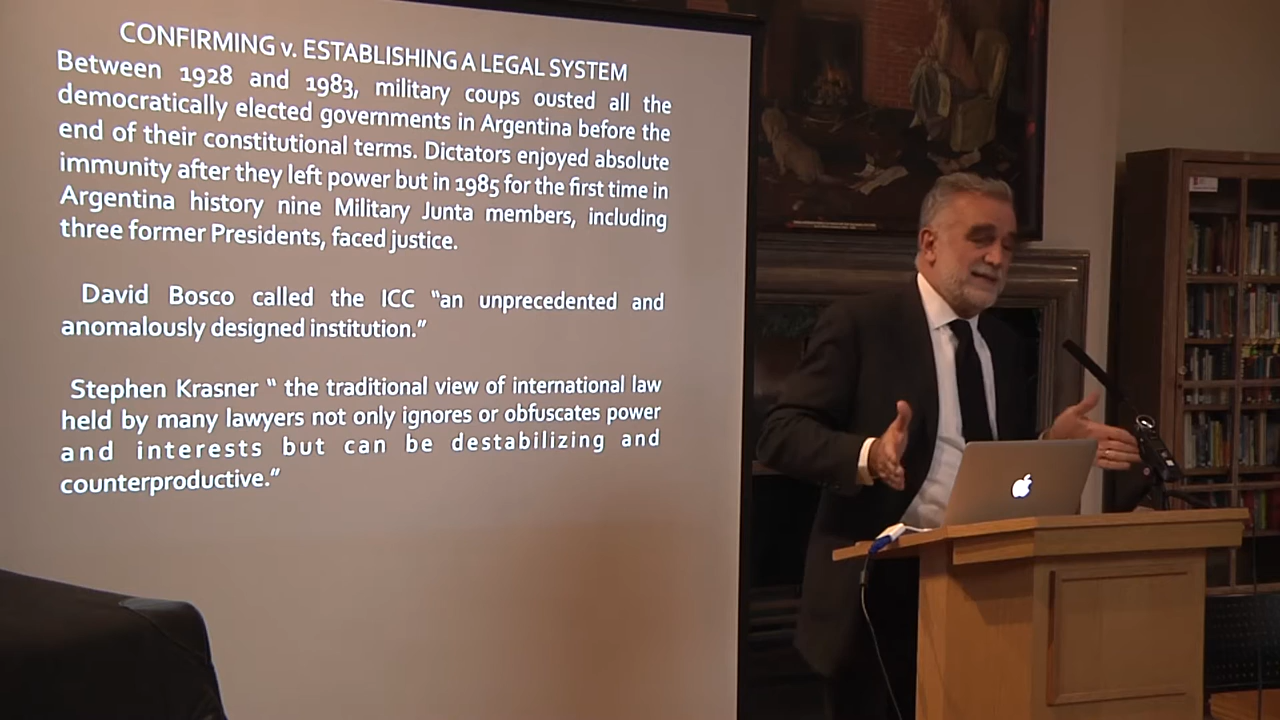 CONFIRMING v. ESTABLISHING A LEGAL SYSTEM
Between 1928 and 1983, military coups ousted all the
democratically elected governments in Argentina before the
end of their constitutional terms. Dictators enjoyed absolute
immunity after they left power but in 1985 for the first time in
Argentina history nine Military Junta members, including
three former Presidents, faced justice.
David Bosco called the ICC “an unprecedented and
anomalously designed institution.”
Stephen Krasner “ the traditional view of international law
held by many lawyers not only ignores or obfuscates power
and interests but can be destabilizing and
counterproductive.”